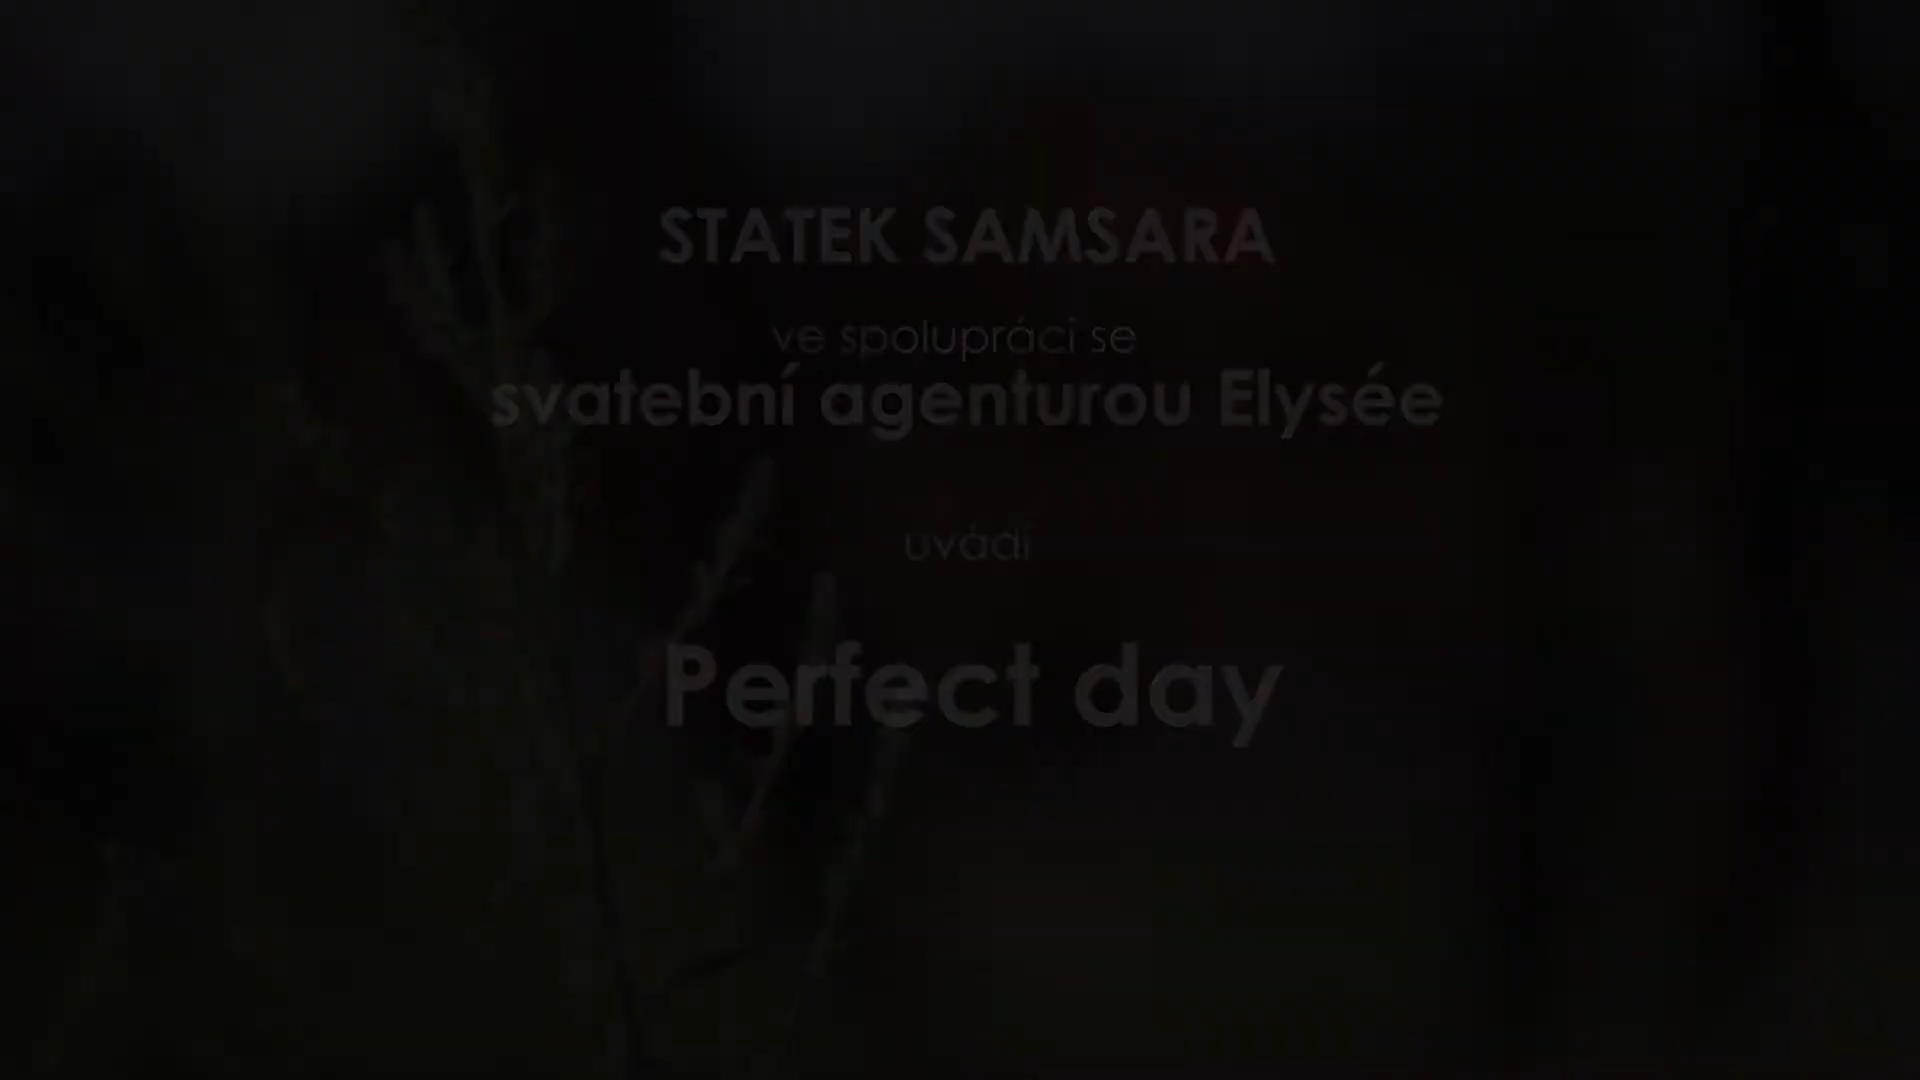 STATEK SAMSARA
ve spolupráci se
svatební agenturou Elysée
uvádí
Perfect day